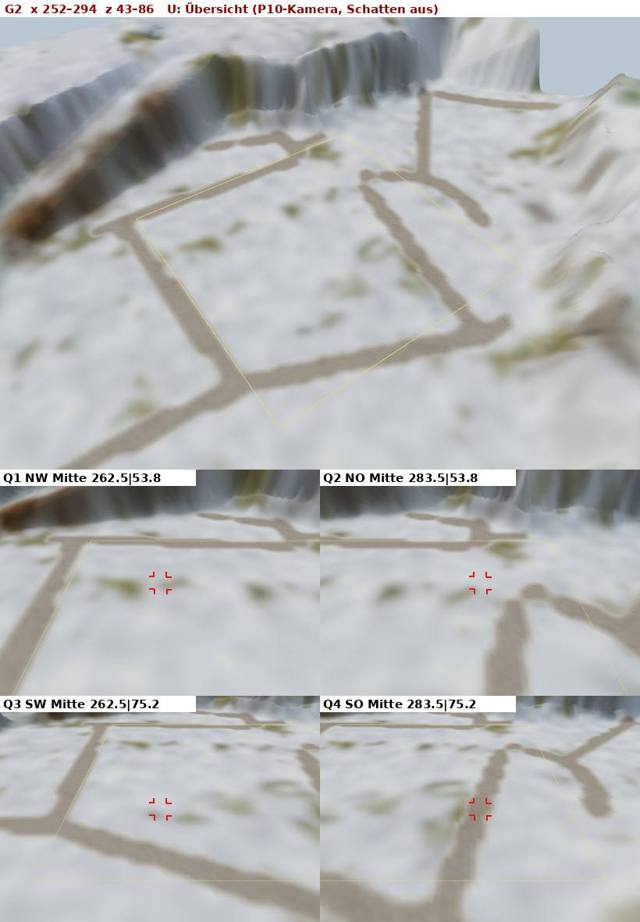 G2  x 252–294  z 43–86   U: Übersicht (P10-Kamera, Schatten aus)
Q1 NW Mitte 262.5|53.8
Q2 NO Mitte 283.5|53.8
Q3 SW Mitte 262.5|75.2
Q4 SO Mitte 283.5|75.2